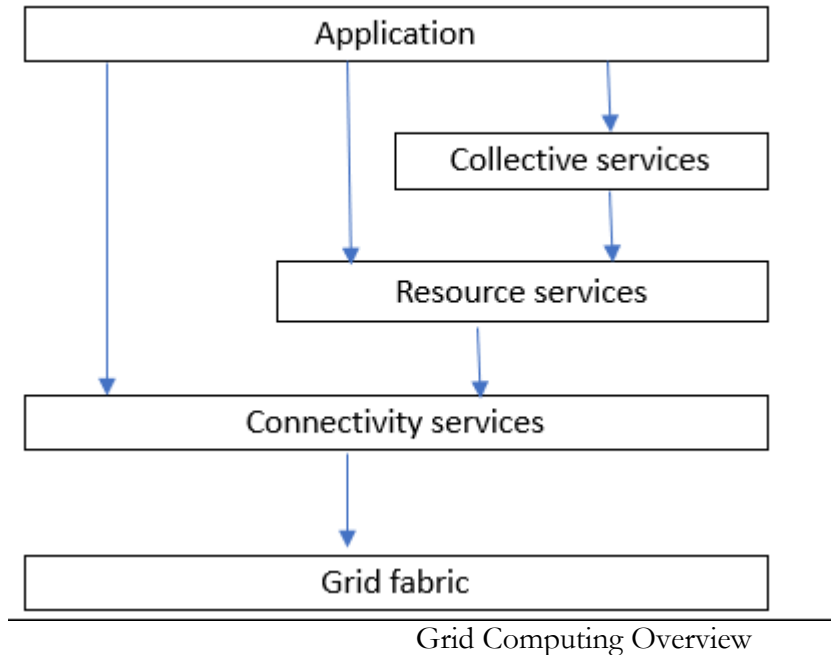 Application
Collective services
Resource services
Connectivity services
Grid fabric
Grid Computing Overview